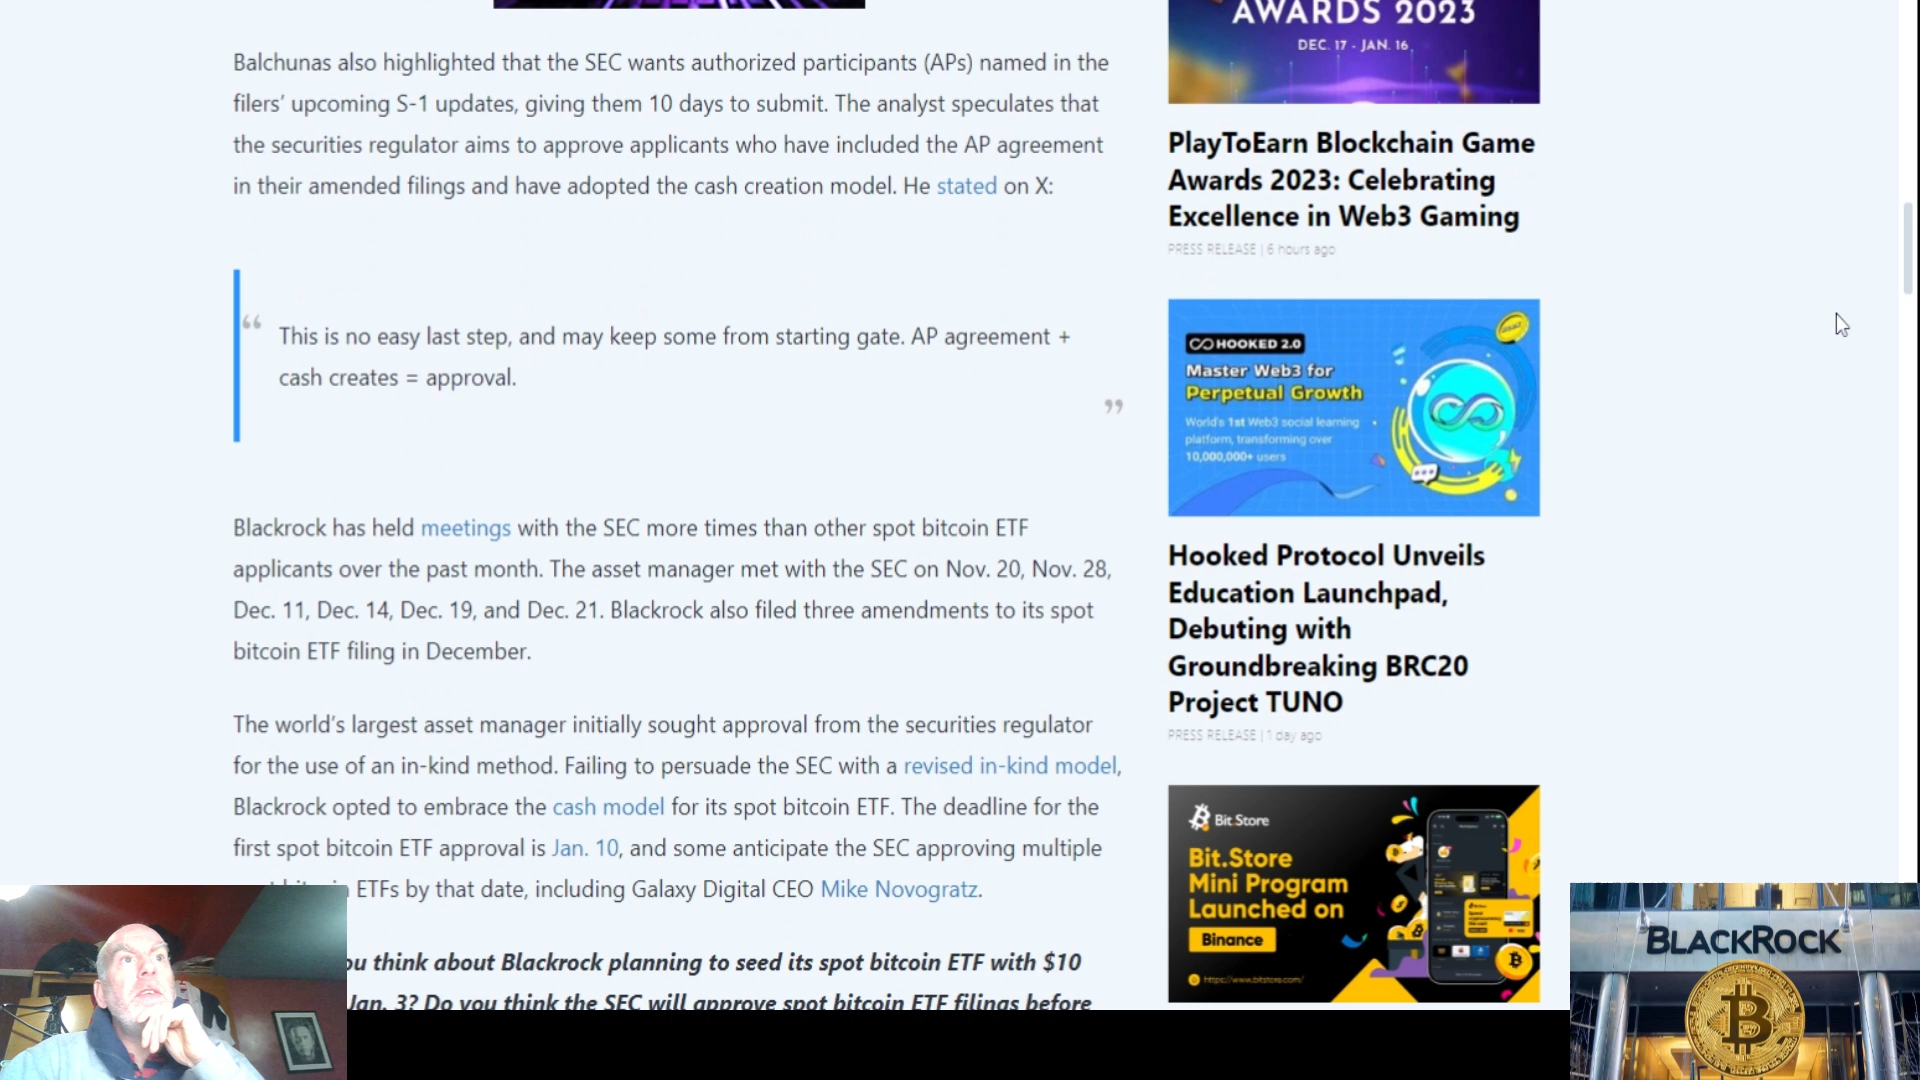 Balchunas also highlighted that the SEC wants authorized participants (APs) named in the
filers' upcoming S-1 updates, giving them 10 days to submit. The analyst speculates that
the securities regulator aims to approve applicants who have included the AP agreement
in their amended filings and have adopted the cash creation model. He stated on X:
“
This is no easy last step, and may keep some from starting gate. AP agreement +
cash creates = approval.
”
Blackrock has held meetings with the SEC more times than other spot bitcoin ETF
applicants over the past month. The asset manager met with the SEC on Nov. 20, Nov. 28,
Dec. 11, Dec. 14, Dec. 19, and Dec. 21. Blackrock also filed three amendments to its spot
bitcoin ETF filing in December.
The world's largest asset manager initially sought approval from the securities regulator
for the use of an in-kind method. Failing to persuade the SEC with a revised in-kind model,
Blackrock opted to embrace the cash model for its spot bitcoin ETF. The deadline for the
first spot bitcoin ETF approval is Jan. 10, and some anticipate the SEC approving multiple
ETFs by that date, including Galaxy Digital CEO Mike Novogratz.
think about Blackrock planning to seed its spot bitcoin ETF with $10
Jan. 3? Do you think the SEC will approve spot bitcoin ETF filings before
AWARDS 2023
DEC. 17 - JAN. 16
PlayToEarn Blockchain Game
Awards 2023: Celebrating
Excellence in Web3 Gaming
PRESS RELEASE | 6 hours ago
HOOKED 2.0
Master Web3 for
Perpetual Growth
World's 1st Web3 social learning
platform, transforming over
10,000,000+ users
Hooked Protocol Unveils
Education Launchpad,
Debuting with
Groundbreaking BRC20
Project TUNO
PRESS RELEASE | 1 day ago
Bit.Store
Bit.Store
Mini Program
Launched on
Binance
https://www.bitstore.com/
BLACKROCK